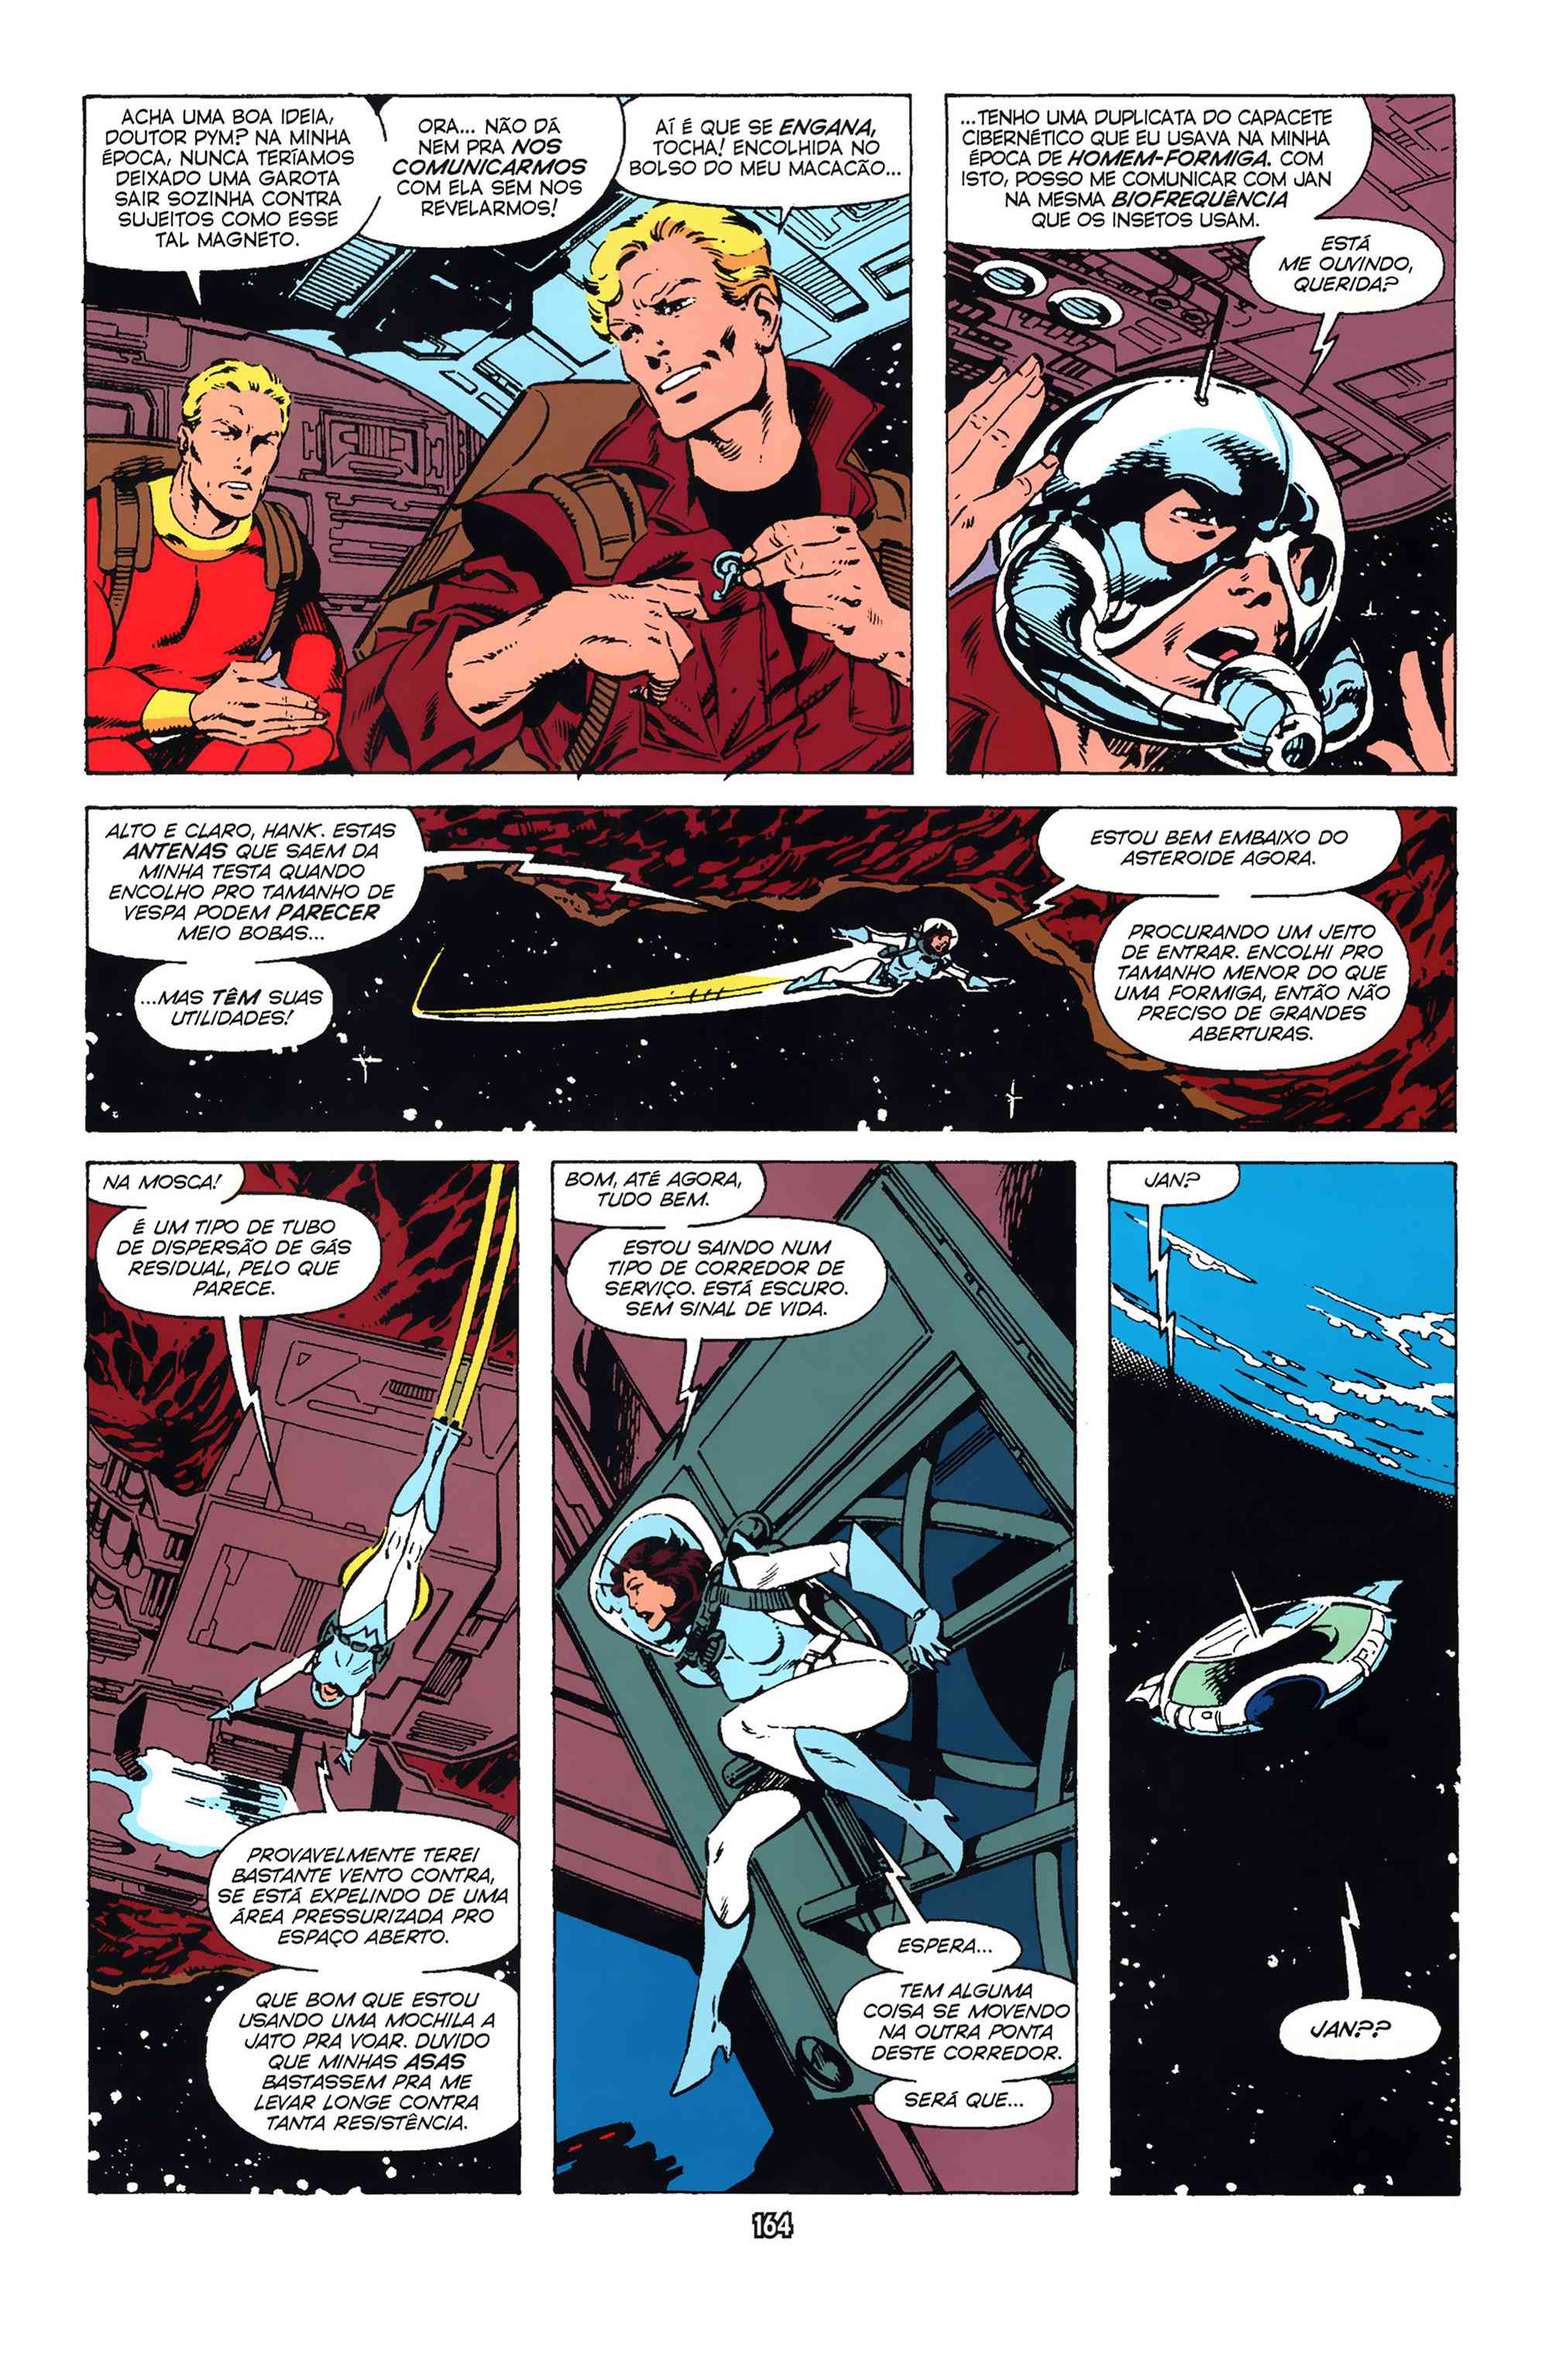 ACHA UMA BOA IDEIA,
DOUTOR PYM? NA MINHA
ÉPOCA, NUNCA TERÍAMOS
DEIXADO UMA GAROTA
SAIR SOZINHA CONTRA
SUJEITOS COMO ESSE
TAL MAGNETO.
ORA... NÃO DÁ
NEM PRA NOS
COMUNICARMOS
COM ELA SEM NOS
REVELARMOS!
AÍ É QUE SE ENGANA,
TOCHA! ENCOLHIDA NO
BOLSO DO MEU MACACÃO...
...TENHO UMA DUPLICATA DO CAPACETE
CIBERNÉTICO QUE EU USAVA NA MINHA
ÉPOCA DE HOMEM-FORMIGA. COM
ISTO, POSSO ME COMUNICAR COM JAN
NA MESMA BIOFREQUÊNCIA
QUE OS INSETOS USAM.
ESTÁ
ME OUVINDO,
QUERIDA?
ALTO E CLARO, HANK. ESTAS
ANTENAS QUE SAEM DA
MINHA TESTA QUANDO
ENCOLHO PRO TAMANHO DE
VESPA PODEM PARECER
MEIO BOBAS...
...MAS TÊM SUAS
UTILIDADES!
ESTOU BEM EMBAIXO DO
ASTEROIDE AGORA.
PROCURANDO UM JEITO
DE ENTRAR. ENCOLHI PRO
TAMANHO MENOR DO QUE
UMA FORMIGA, ENTÃO NÃO
PRECISO DE GRANDES
ABERTURAS.
NA MOSCA!
É UM TIPO DE TUBO
DE DISPERSÃO DE GÁS
RESIDUAL, PELO QUE
PARECE.
PROVAVELMENTE TEREI
BASTANTE VENTO CONTRA,
SE ESTÁ EXPELINDO DE UMA
ÁREA PRESSURIZADA PRO
ESPAÇO ABERTO.
QUE BOM QUE ESTOU
USANDO UMA MOCHILA A
JATO PRA VOAR. DUVIDO
QUE MINHAS ASAS
BASTASSEM PRA ME
LEVAR LONGE CONTRA
TANTA RESISTÊNCIA.
BOM, ATÉ AGORA,
TUDO BEM.
ESTOU SAINDO NUM
TIPO DE CORREDOR DE
SERVIÇO. ESTÁ ESCURO.
SEM SINAL DE VIDA.
ESPERA...
TEM ALGUMA
COISA SE MOVENDO
NA OUTRA PONTA
DESTE CORREDOR.
SERÁ QUE...
JAN?
JAN??
164